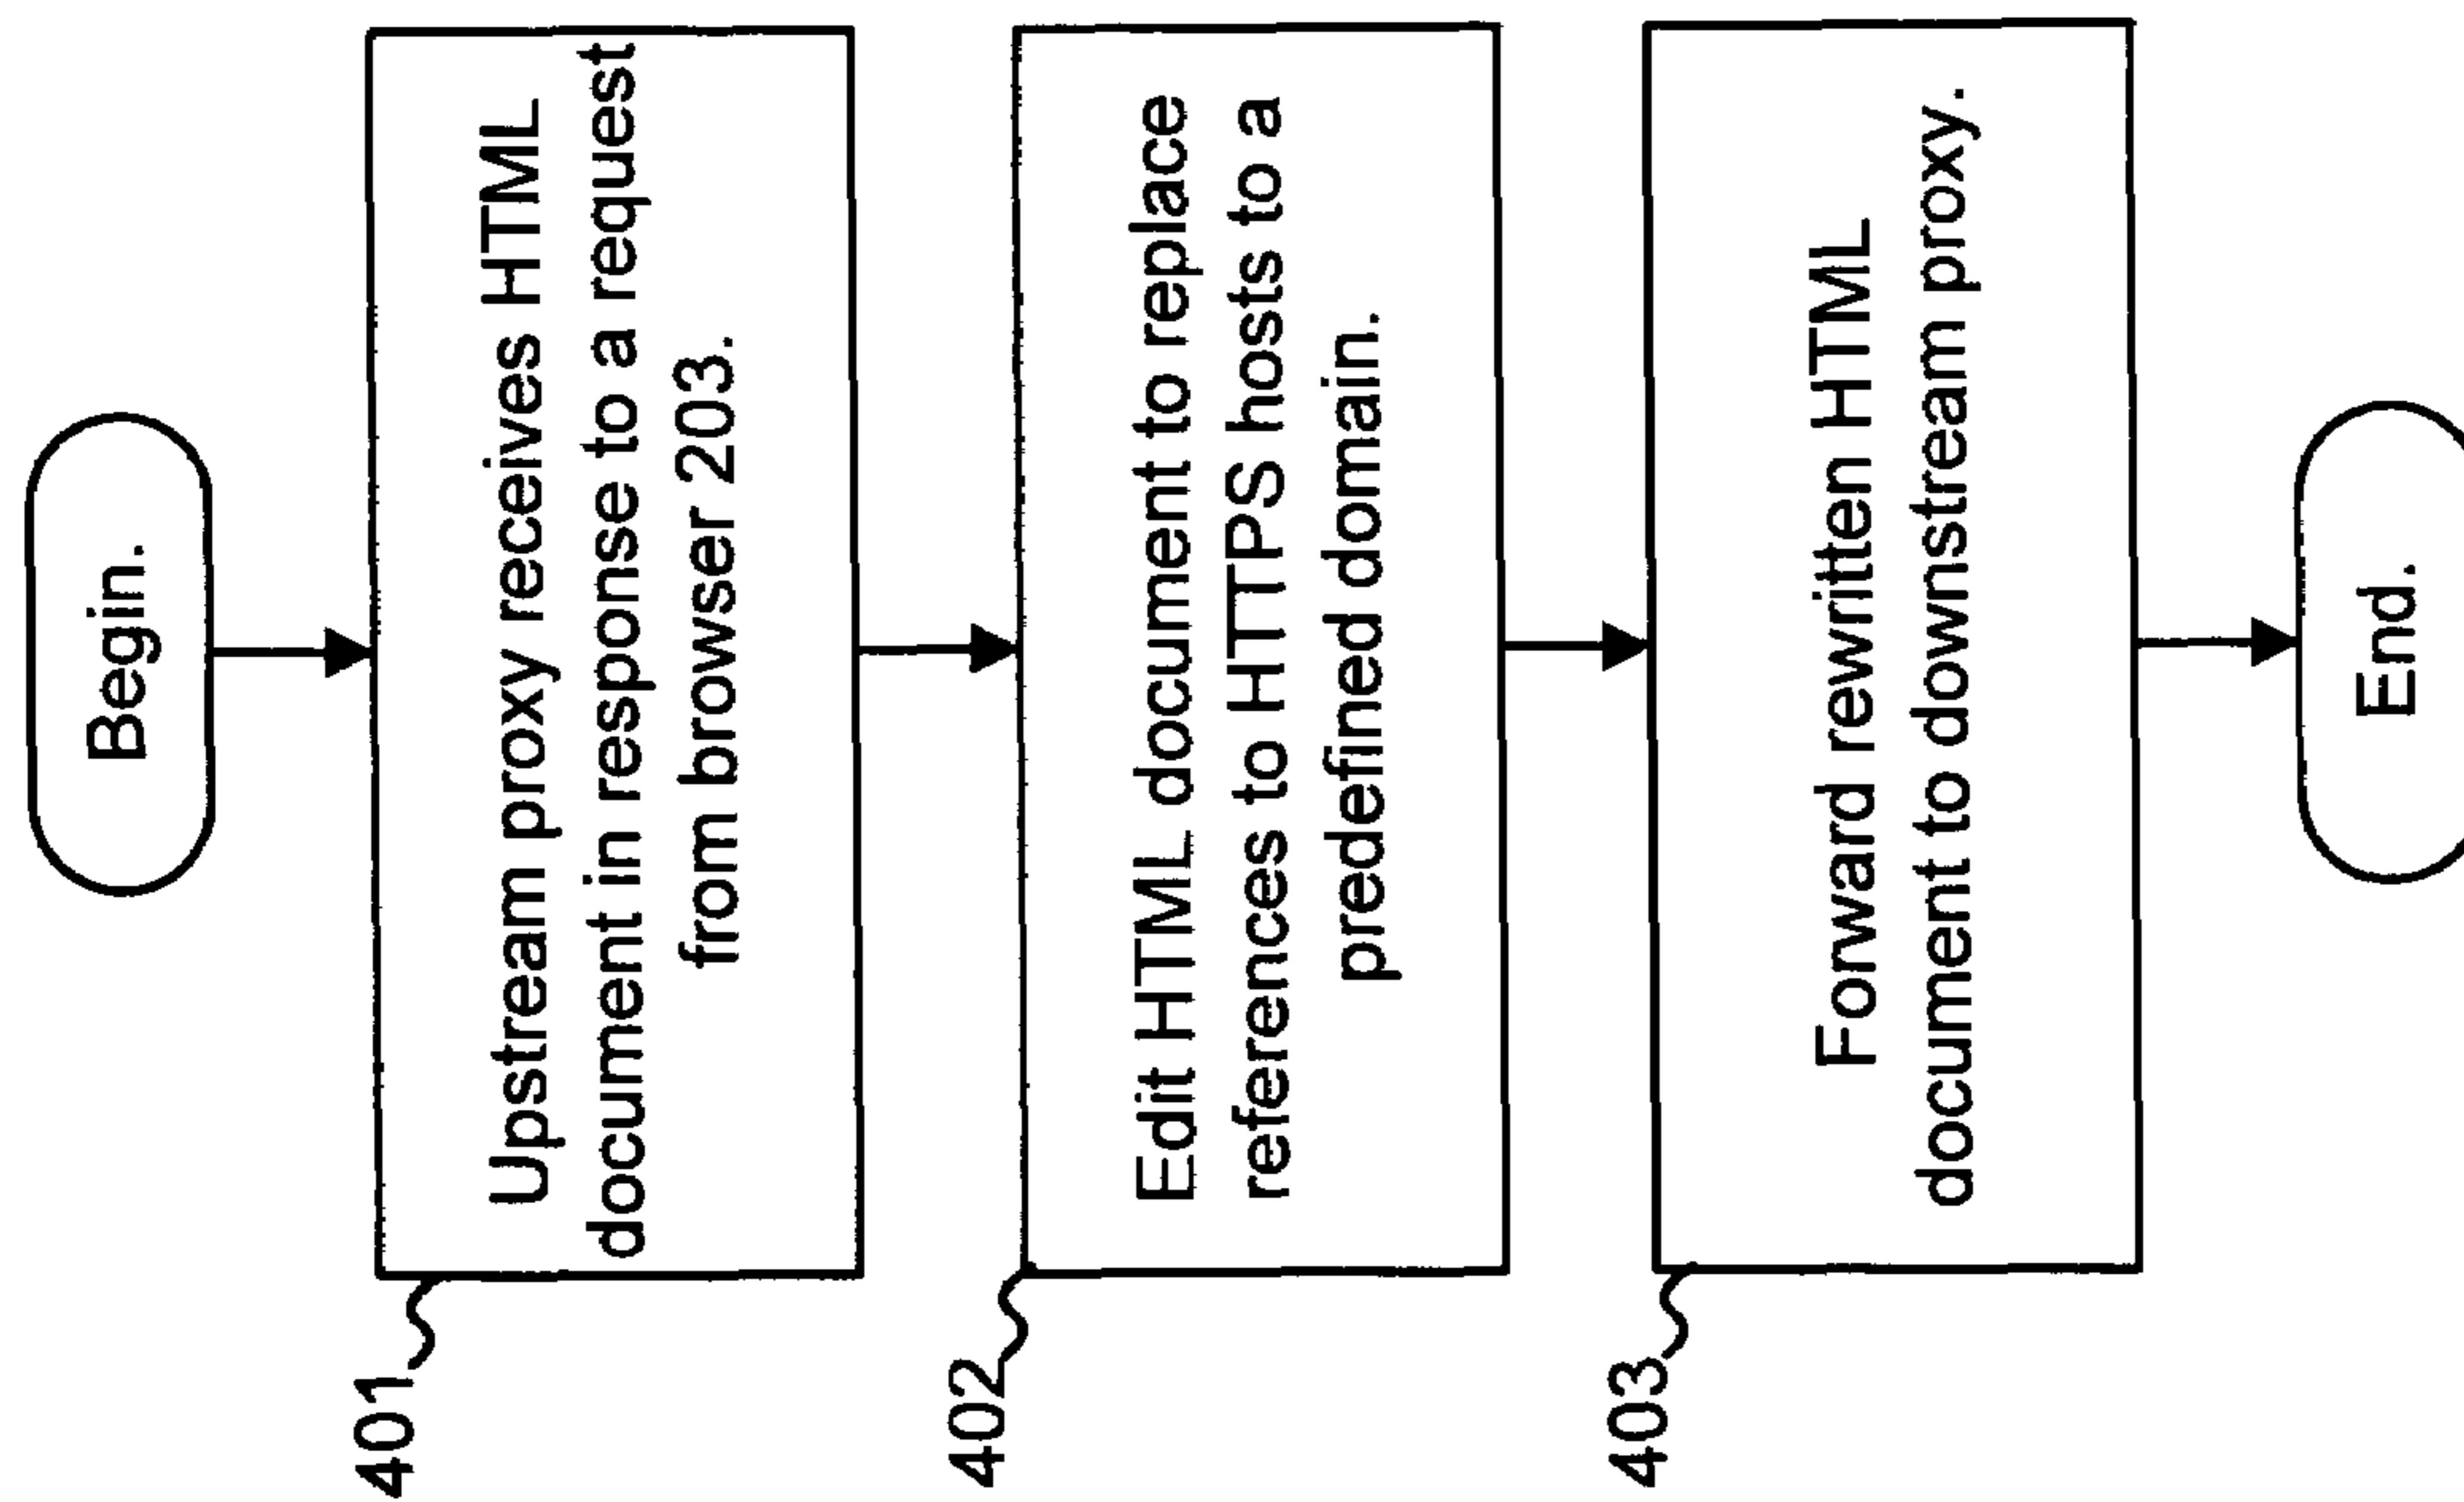 Begin.
401
Upstream proxy receives HTML
document in response to a request
from browser 203.
402
Edit HTML document to replace
references to HTTPS hosts to a
predefined domain.
403
Forward rewritten HTML
document to downstream proxy.
End.